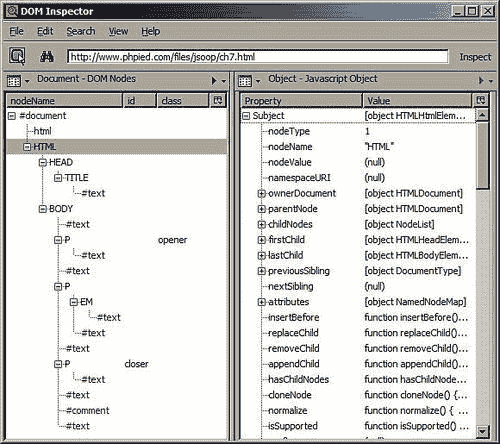 DOM Inspector
File Edit Search View Help
http://www.phpied.com/files/jsoop/ch7.html Inspect
Document - DOM Nodes
nodeName id class
#document
html
HTML
HEAD
TITLE
#text
BODY
#text
P opener
#text
#text
P
EM
#text
#text
P closer
#text
#text
#comment
#text
Object - Javascript Object
Property Value
Subject [object HTMLHtmlElem...
nodeType 1
nodeName "HTML"
nodeValue (null)
namespaceURI (null)
ownerDocument [object HTMLDocument]
parentNode [object HTMLDocument]
childNodes [object NodeList]
firstChild [object HTMLHeadElem...
lastChild [object HTMLBodyElem...
previousSibling [object DocumentType]
nextSibling (null)
attributes [object NamedNodeMap]
insertBefore function insertBefore()...
replaceChild function replaceChild()...
removeChild function removeChild()...
appendChild function appendChild()...
hasChildNodes function hasChildNode...
cloneNode function cloneNode() {...
normalize function normalize() { ...
isSupported function isSupported() ...